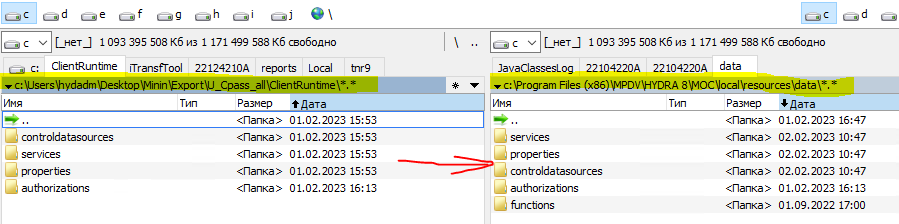 c d e f g h i j \ c d
c [_нет_] 1 093 395 508 Кб из 1 171 499 588 Кб свободно \ .. c [_нет_] 1 093 395 508 Кб из 1 171 499 588 Кб свободно
c: ClientRuntime iTransfTool 22124210A reports Local tnr9 JavaClassesLog 22104220A 22104220A data
c:\Users\hydadm\Desktop\Minin\Export\U_Cpass_all\ClientRuntime\*.* * ▼ c:\Program Files (x86)\MPDV\HYDRA 8\MOC\local\resources\data\*.*
Имя Тип Размер Дата Имя Тип Размер Дата
.. <Папка> 01.02.2023 15:53 .. <Папка> 01.02.2023 16:47
controldatasources <Папка> 01.02.2023 15:53 services <Папка> 02.02.2023 10:47
services <Папка> 01.02.2023 15:53 properties <Папка> 02.02.2023 10:47
properties <Папка> 01.02.2023 15:53 controldatasources <Папка> 02.02.2023 10:47
authorizations <Папка> 01.02.2023 16:13 authorizations <Папка> 01.02.2023 16:13
functions <Папка> 01.09.2022 17:00